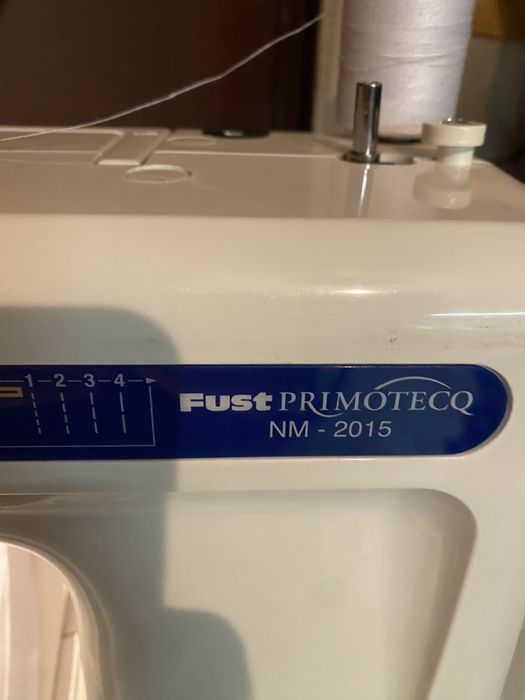 1 - 2 - 3 - 4
Fust PRIMOTECQ
NM - 2015